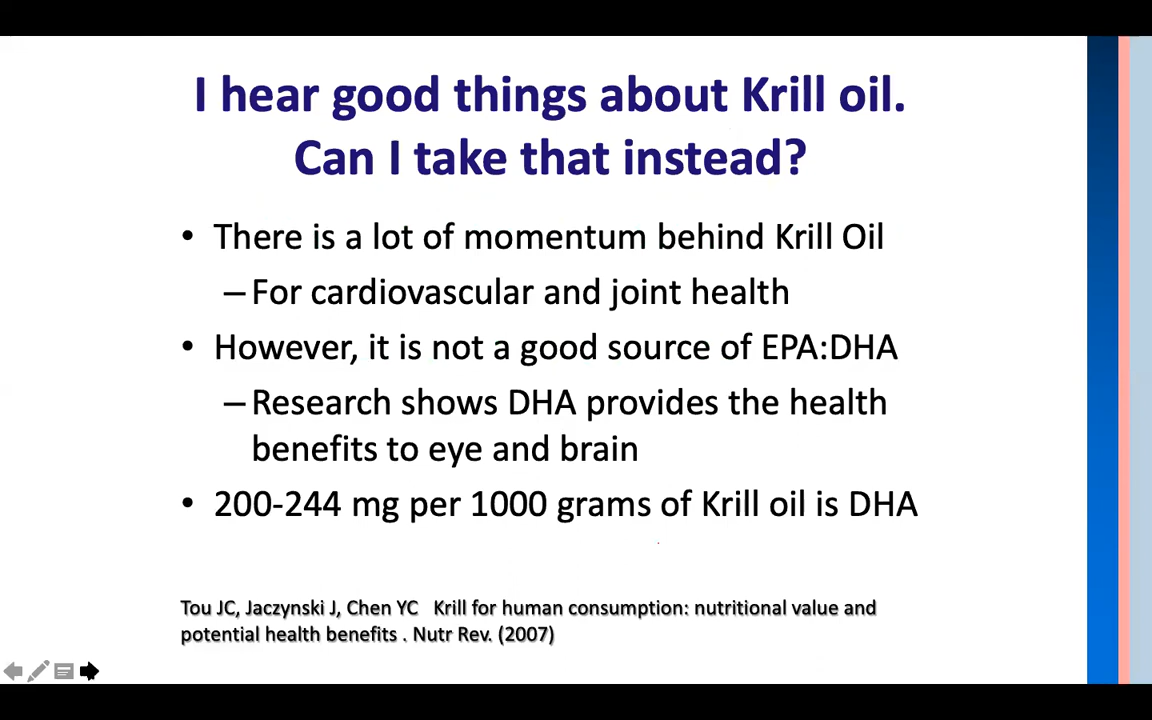 I hear good things about Krill oil.
Can I take that instead?
• There is a lot of momentum behind Krill Oil
– For cardiovascular and joint health
• However, it is not a good source of EPA:DHA
– Research shows DHA provides the health
benefits to eye and brain
• 200-244 mg per 1000 grams of Krill oil is DHA
Tou JC, Jaczynski J, Chen YC   Krill for human consumption: nutritional value and
potential health benefits . Nutr Rev. (2007)